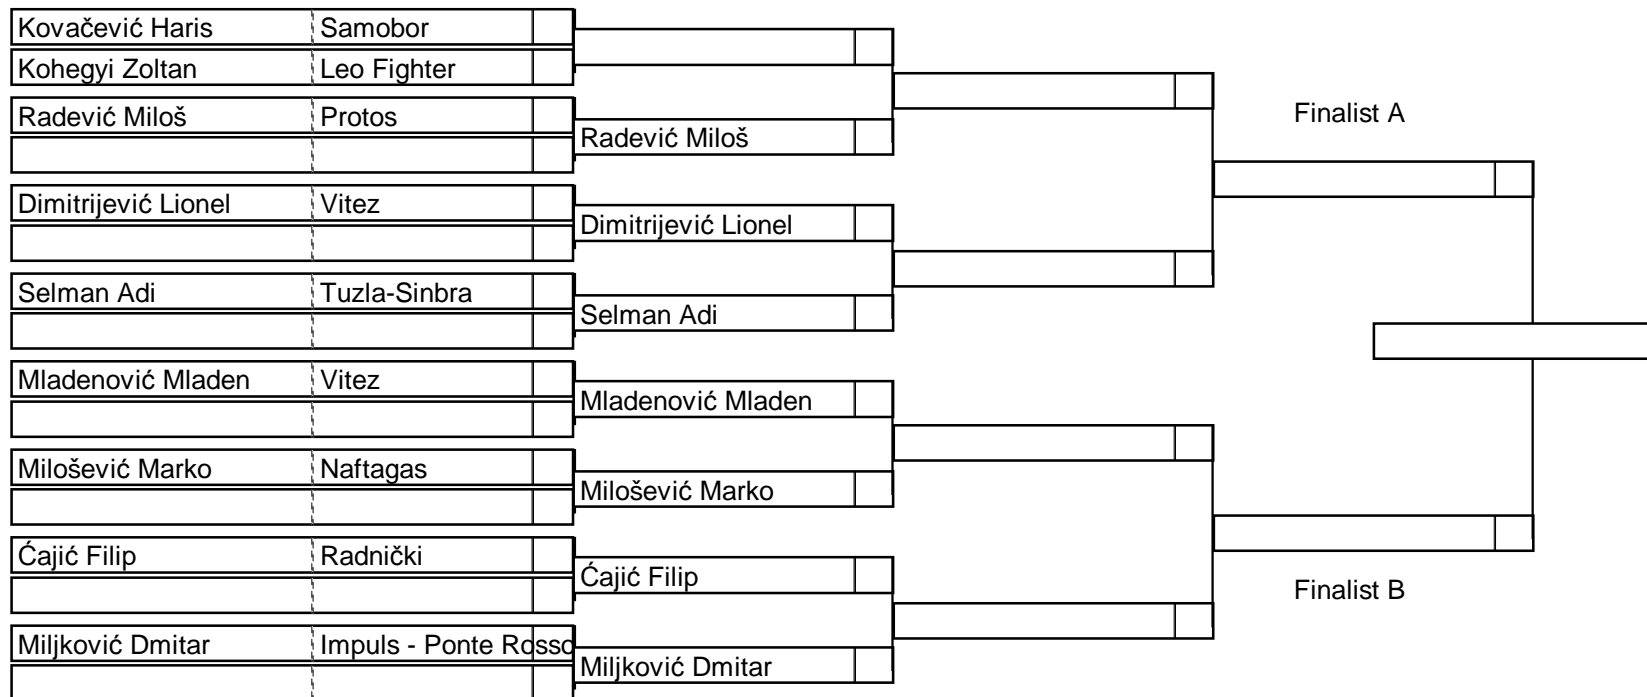 Kovačević Haris Samobor
Kohegyi Zoltan Leo Fighter
Radević Miloš Protos
Finalist A
Radević Miloš
Dimitrijević Lionel Vitez
Dimitrijević Lionel
Selman Adi Tuzla-Sinbra
Selman Adi
Mladenović Mladen Vitez
Mladenović Mladen
Milošević Marko Naftagas
Milošević Marko
Ćajić Filip Radnički
Ćajić Filip
Finalist B
Miljković Dmitar Impuls - Ponte Rosso
Miljković Dmitar